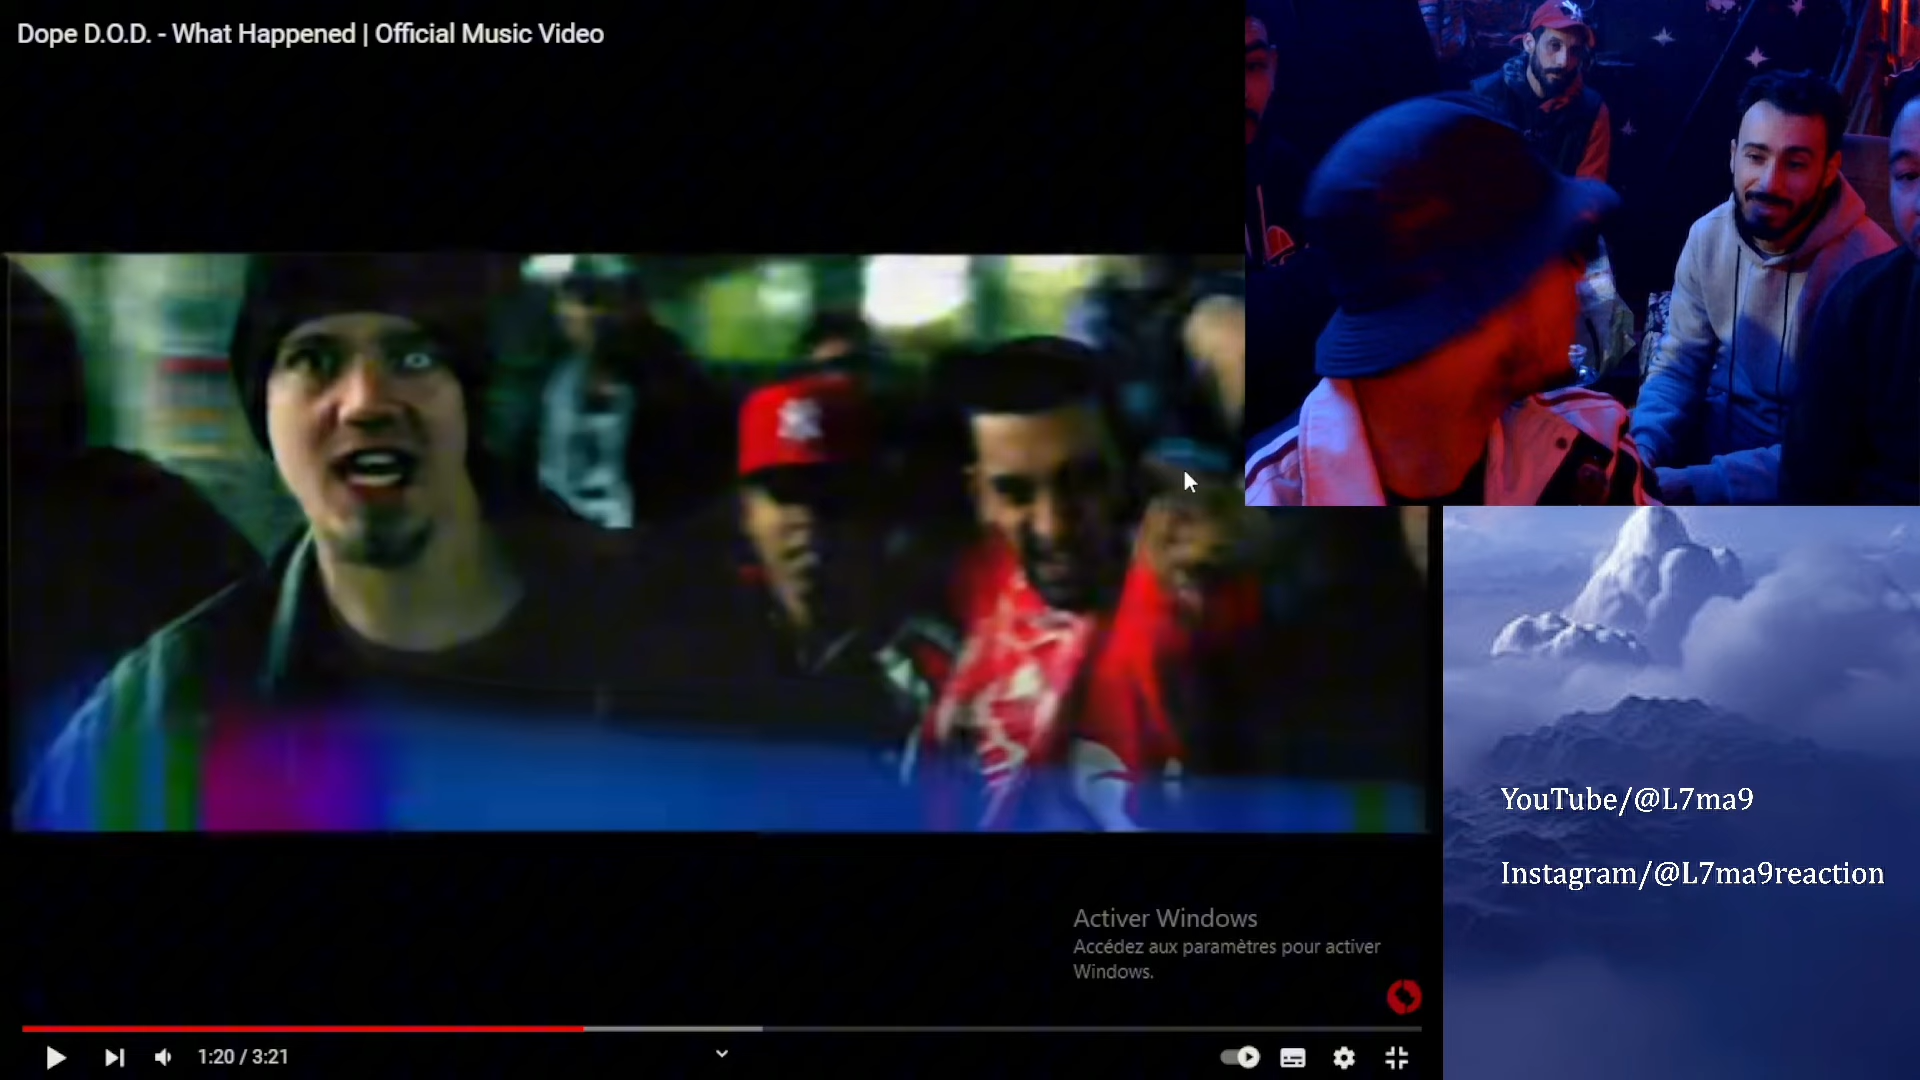 Dope D.O.D. - What Happened | Official Music Video
YouTube/@L7ma9
Instagram/@L7ma9reaction
Activer Windows
Accédez aux paramètres pour activer
Windows.
1:20 / 3:21